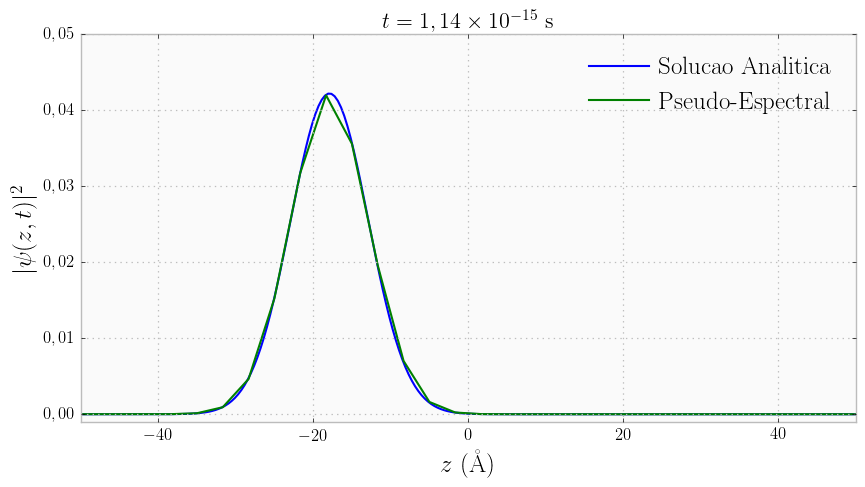 t = 1,14 × 10⁻¹⁵ s
0,05
0,04
0,03
0,02
0,01
0,00
|ψ(z, t)|²
Solucao Analitica
Pseudo-Espectral
−40 −20 0 20 40
z (Å)